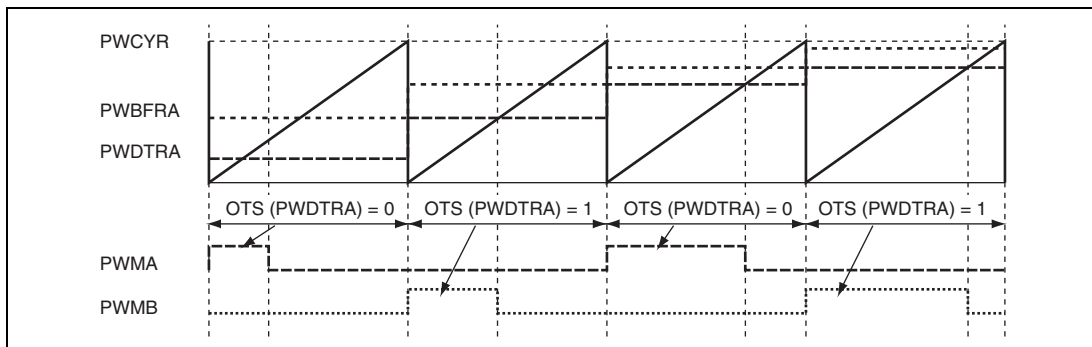 PWCYR
PWBFRA
PWDTRA
OTS (PWDTRA) = 0
OTS (PWDTRA) = 1
OTS (PWDTRA) = 0
OTS (PWDTRA) = 1
PWMA
PWMB